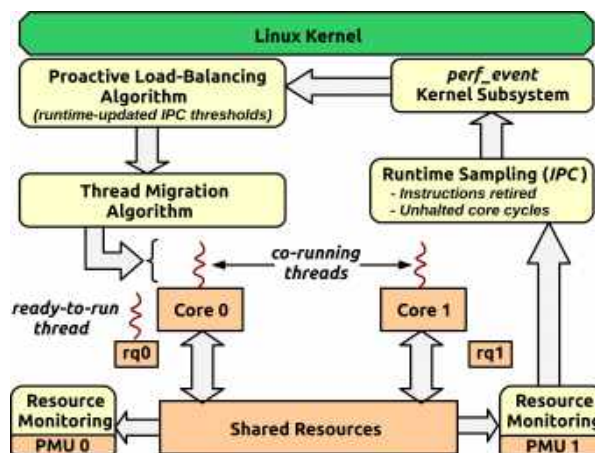 Linux Kernel
Proactive Load-Balancing
Algorithm
(runtime-updated IPC thresholds)
perf_event
Kernel Subsystem
Thread Migration
Algorithm
Runtime Sampling (IPC)
- Instructions retired
- Unhalted core cycles
co-running
threads
ready-to-run
thread
Core 0
Core 1
rq0
rq1
Resource
Monitoring
PMU 0
Shared Resources
Resource
Monitoring
PMU 1